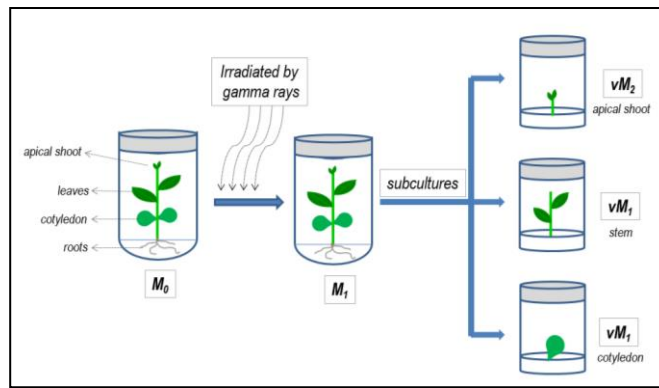 Irradiated by
gamma rays
apical shoot
leaves
cotyledon
roots
M0
M1
subcultures
vM2
apical shoot
vM1
stem
vM1
cotyledon